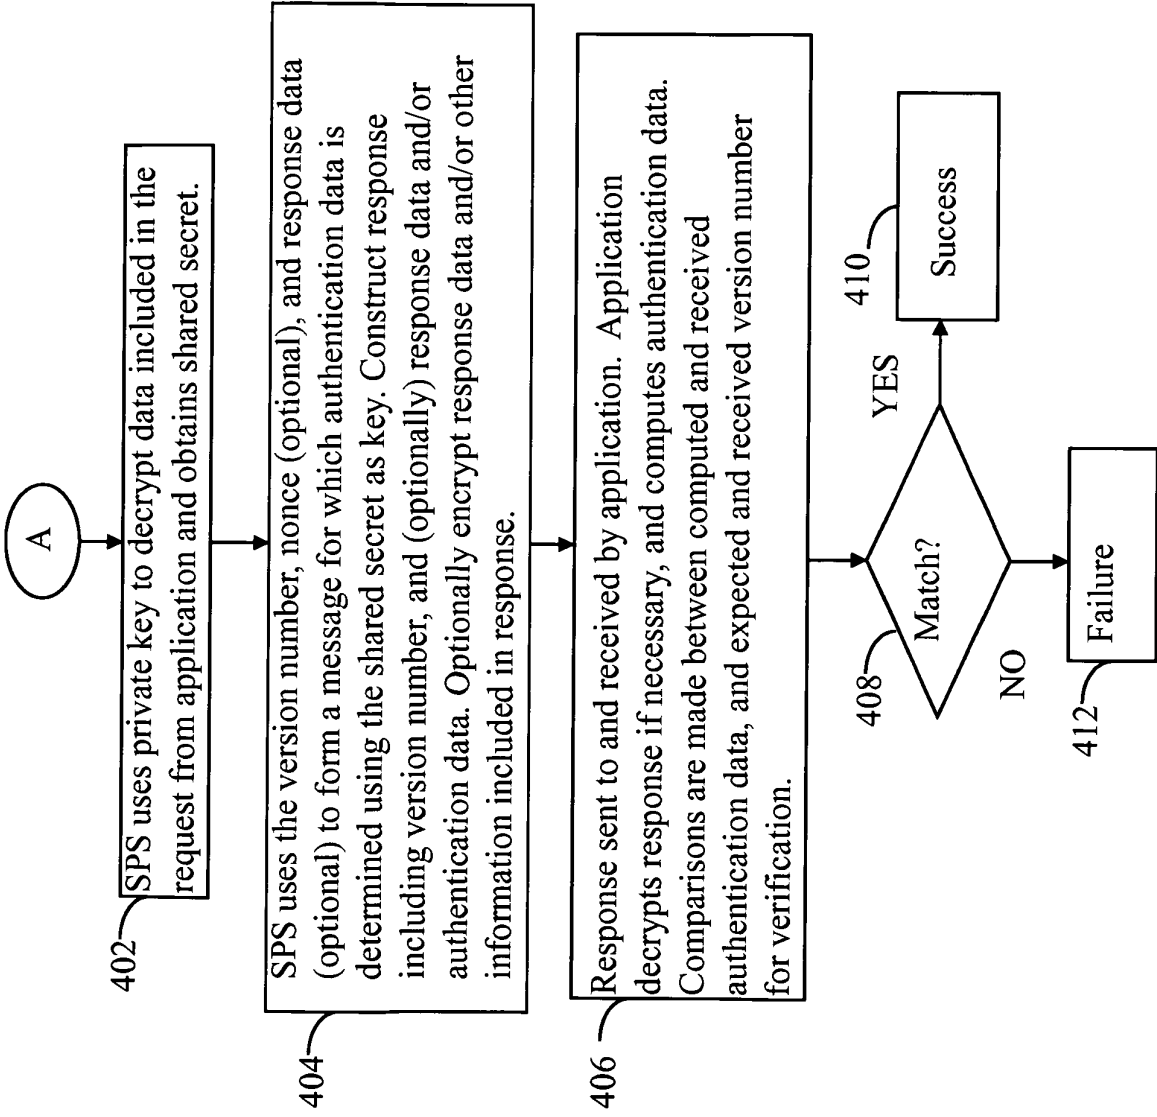 A
402
SPS uses private key to decrypt data included in the
request from application and obtains shared secret.
404
SPS uses the version number, nonce (optional), and response data
(optional) to form a message for which authentication data is
determined using the shared secret as key. Construct response
including version number, and (optionally) response data and/or
authentication data. Optionally encrypt response data and/or other
information included in response.
406
Response sent to and received by application. Application
decrypts response if necessary, and computes authentication data.
Comparisons are made between computed and received
authentication data, and expected and received version number
for verification.
408
Match?
YES
410
Success
NO
412
Failure